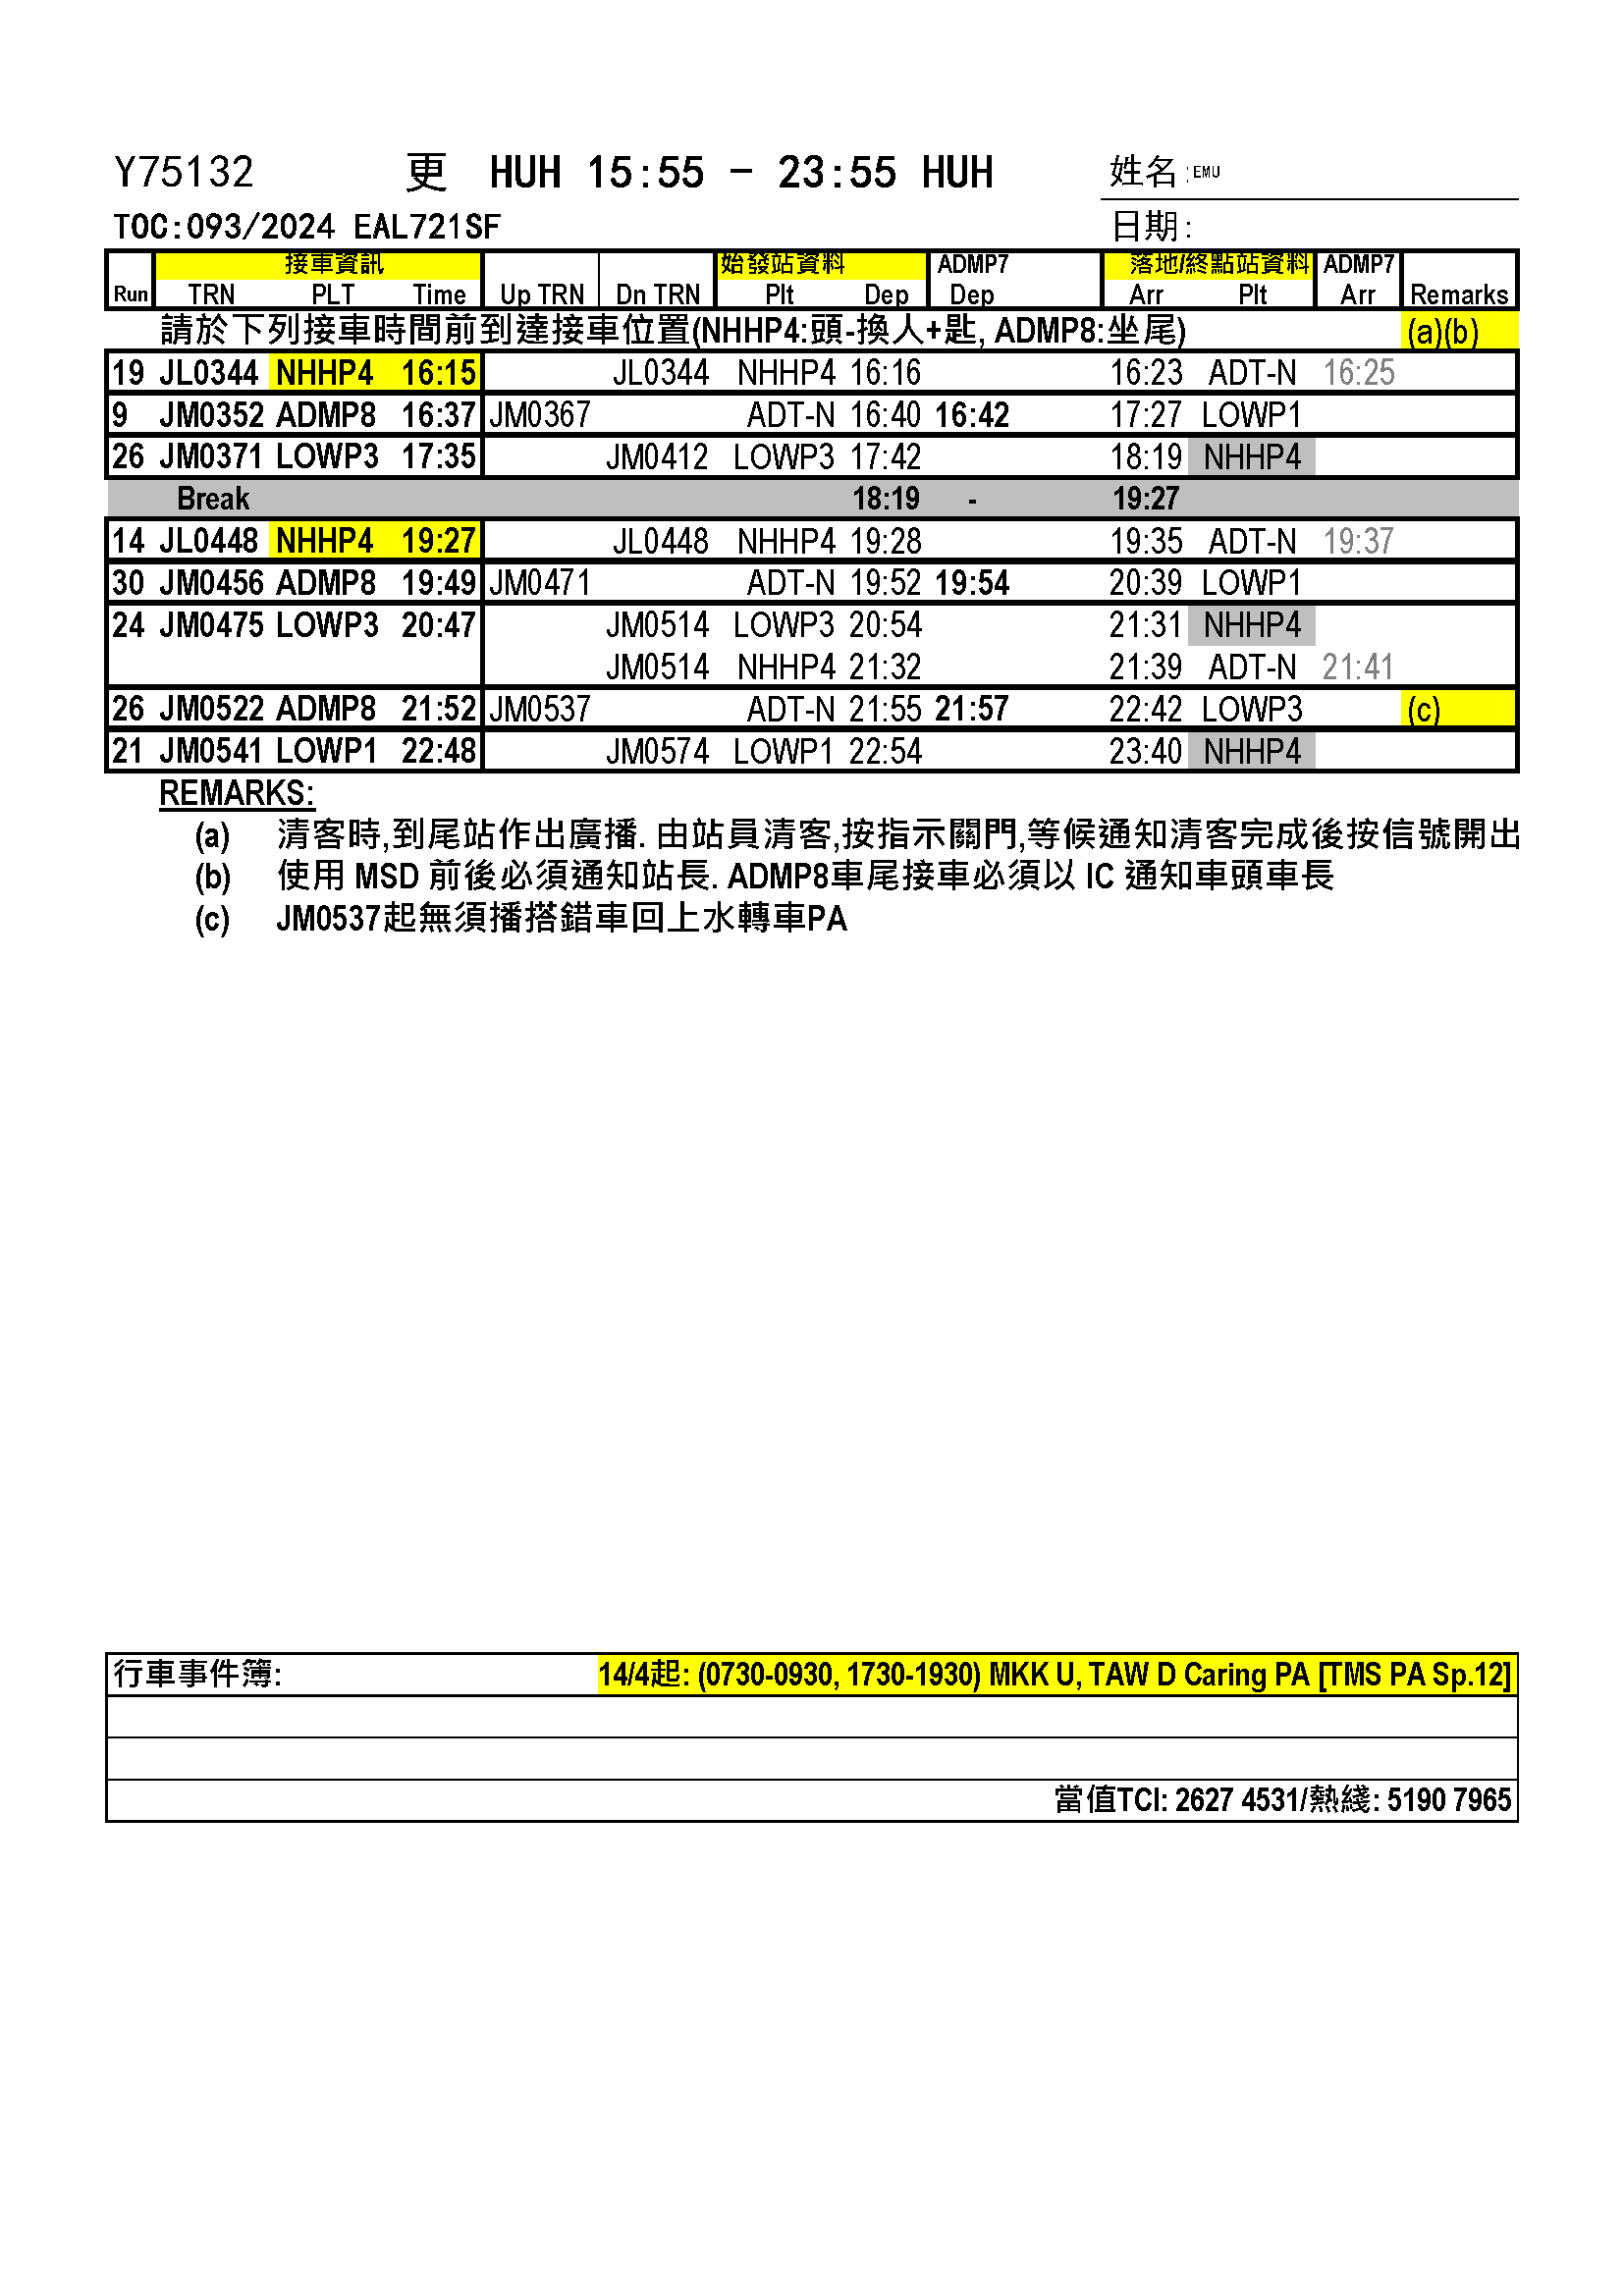 Y75132 更 HUH 15:55 - 23:55 HUH 姓名:EMU
TOC:093/2024 EAL721SF 日期:
接車資訊 始發站資料 ADMP7 落地/終點站資料 ADMP7
Run TRN PLT Time Up TRN Dn TRN Plt Dep Dep Arr Plt Arr Remarks
請於下列接車時間前到達接車位置(NHHP4:頭-換人+匙, ADMP8:坐尾) (a)(b)
19 JL0344 NHHP4 16:15 JL0344 NHHP4 16:16 16:23 ADT-N 16:25
9 JM0352 ADMP8 16:37 JM0367 ADT-N 16:40 16:42 17:27 LOWP1
26 JM0371 LOWP3 17:35 JM0412 LOWP3 17:42 18:19 NHHP4
Break 18:19 - 19:27
14 JL0448 NHHP4 19:27 JL0448 NHHP4 19:28 19:35 ADT-N 19:37
30 JM0456 ADMP8 19:49 JM0471 ADT-N 19:52 19:54 20:39 LOWP1
24 JM0475 LOWP3 20:47 JM0514 LOWP3 20:54 21:31 NHHP4
JM0514 NHHP4 21:32 21:39 ADT-N 21:41
26 JM0522 ADMP8 21:52 JM0537 ADT-N 21:55 21:57 22:42 LOWP3 (c)
21 JM0541 LOWP1 22:48 JM0574 LOWP1 22:54 23:40 NHHP4
REMARKS:
(a) 清客時,到尾站作出廣播. 由站員清客,按指示關門,等候通知清客完成後按信號開出
(b) 使用 MSD 前後必須通知站長. ADMP8車尾接車必須以 IC 通知車頭車長
(c) JM0537起無須播搭錯車回上水轉車PA
行車事件簿: 14/4起: (0730-0930, 1730-1930) MKK U, TAW D Caring PA [TMS PA Sp.12]
當值TCI: 2627 4531/熱綫: 5190 7965